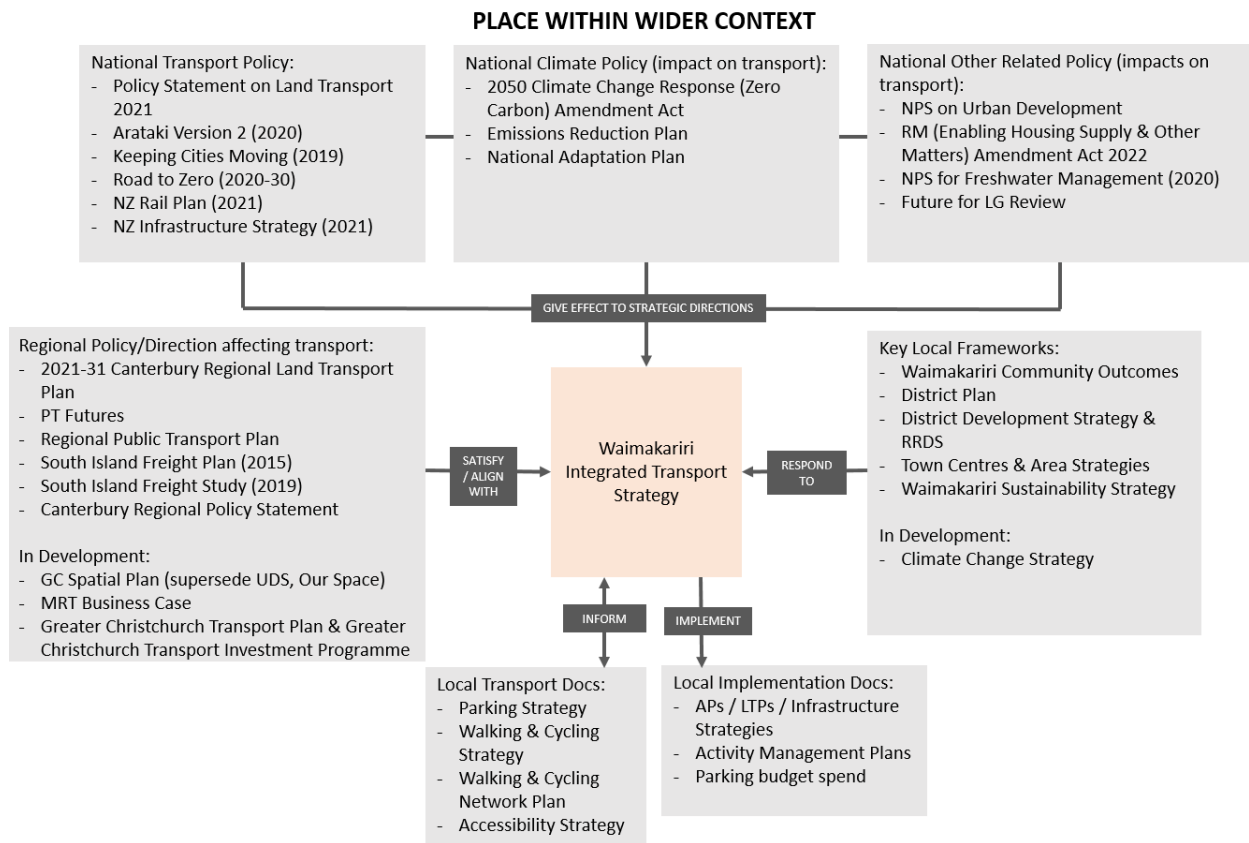 PLACE WITHIN WIDER CONTEXT
National Transport Policy:
- Policy Statement on Land Transport
2021
- Arataki Version 2 (2020)
- Keeping Cities Moving (2019)
- Road to Zero (2020-30)
- NZ Rail Plan (2021)
- NZ Infrastructure Strategy (2021)
National Climate Policy (impact on transport):
- 2050 Climate Change Response (Zero
Carbon) Amendment Act
- Emissions Reduction Plan
- National Adaptation Plan
National Other Related Policy (impacts on
transport):
- NPS on Urban Development
- RM (Enabling Housing Supply & Other
Matters) Amendment Act 2022
- NPS for Freshwater Management (2020)
- Future for LG Review
GIVE EFFECT TO STRATEGIC DIRECTIONS
Regional Policy/Direction affecting transport:
- 2021-31 Canterbury Regional Land Transport
Plan
- PT Futures
- Regional Public Transport Plan
- South Island Freight Plan (2015)
- South Island Freight Study (2019)
- Canterbury Regional Policy Statement
In Development:
- GC Spatial Plan (supersede UDS, Our Space)
- MRT Business Case
- Greater Christchurch Transport Plan & Greater
Christchurch Transport Investment Programme
SATISFY
/ ALIGN
WITH
Waimakariri
Integrated Transport
Strategy
RESPOND
TO
Key Local Frameworks:
- Waimakariri Community Outcomes
- District Plan
- District Development Strategy &
RRDS
- Town Centres & Area Strategies
- Waimakariri Sustainability Strategy
In Development:
- Climate Change Strategy
INFORM
IMPLEMENT
Local Transport Docs:
- Parking Strategy
- Walking & Cycling
Strategy
- Walking & Cycling
Network Plan
- Accessibility Strategy
Local Implementation Docs:
- APs / LTPs / Infrastructure
Strategies
- Activity Management Plans
- Parking budget spend